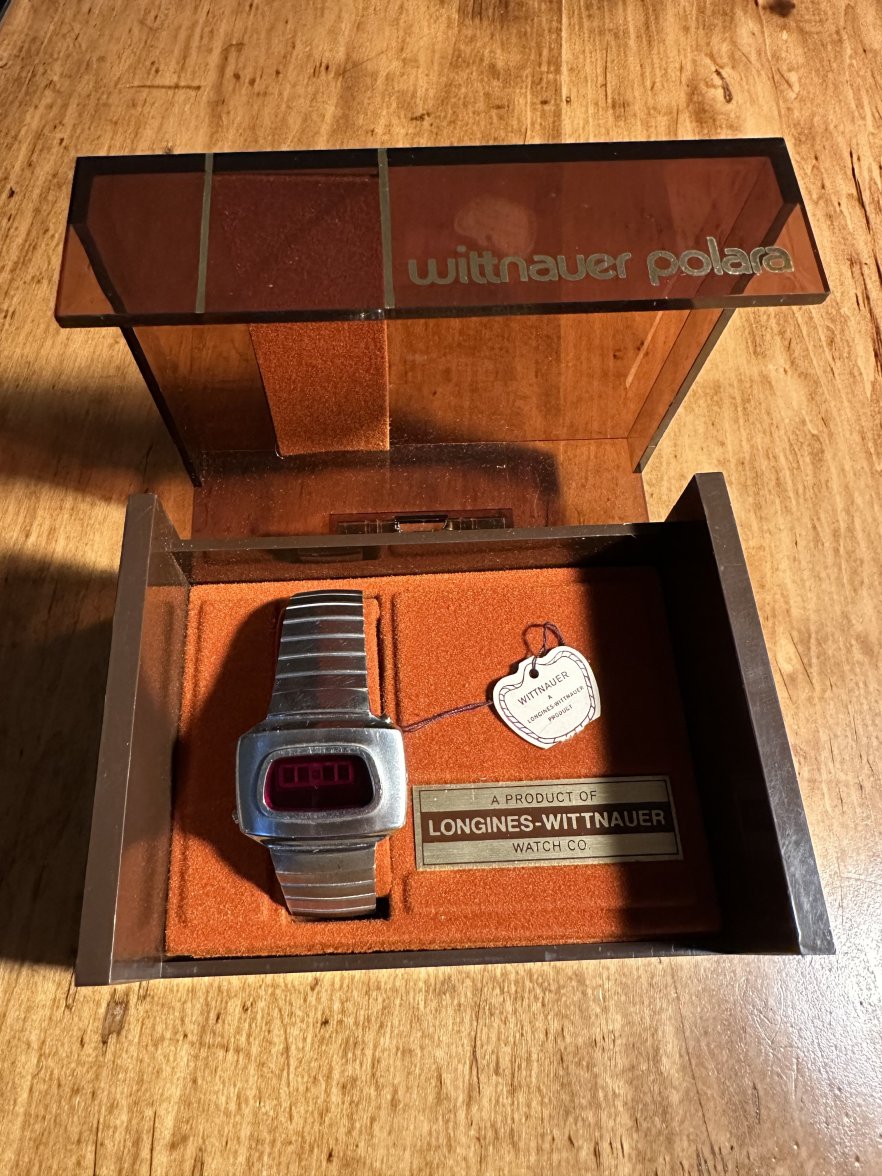 wittnauer polara
WITTNAUER
A
LONGINES-WITTNAUER
PRODUCT
A PRODUCT OF
LONGINES-WITTNAUER
WATCH CO.